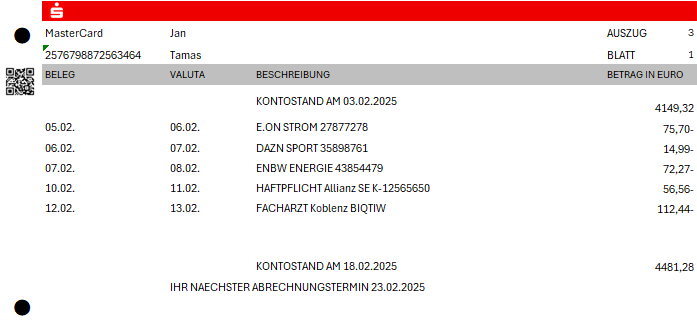 MasterCard Jan AUSZUG 3
2576798872563464 Tamas BLATT 1
BELEG VALUTA BESCHREIBUNG BETRAG IN EURO
KONTOSTAND AM 03.02.2025 4149,32
05.02. 06.02. E.ON STROM 27877278 75,70-
06.02. 07.02. DAZN SPORT 35898761 14,99-
07.02. 08.02. ENBW ENERGIE 43854479 72,27-
10.02. 11.02. HAFTPFLICHT Allianz SE K-12565650 56,56-
12.02. 13.02. FACHARZT Koblenz BIQTIW 112,44-
KONTOSTAND AM 18.02.2025 4481,28
IHR NAECHSTER ABRECHNUNGSTERMIN 23.02.2025